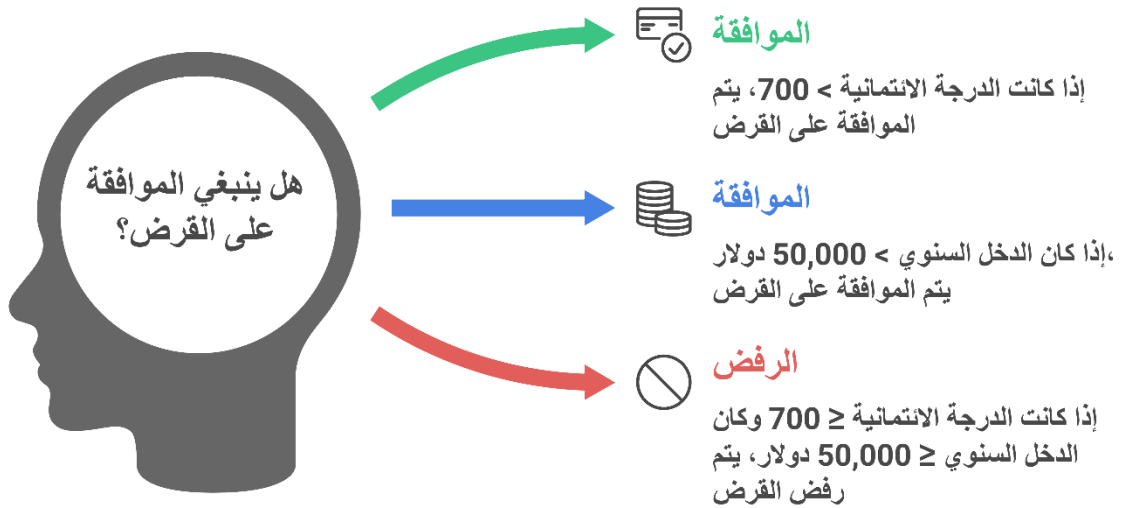 هل ينبغي الموافقة
على القرض؟
الموافقة
إذا كانت الدرجة الائتمانية > 700، يتم
الموافقة على القرض
الموافقة
،إذا كان الدخل السنوي > 50,000 دولار
يتم الموافقة على القرض
الرفض
إذا كانت الدرجة الائتمانية ≤ 700 وكان
الدخل السنوي ≤ 50,000 دولار، يتم
رفض القرض